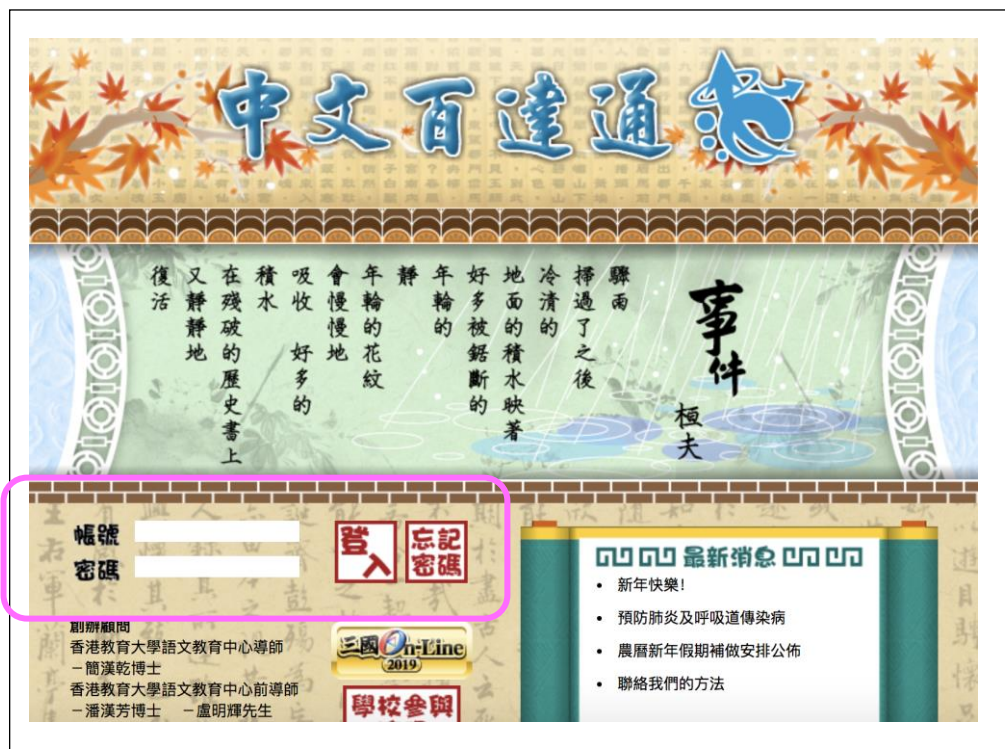 中文百達通
事件
桓夫
驟雨
掃過了之後
冷清的
地面的積水映著
好多被鋸斷的
年輪的
靜
年輪的花紋
會慢慢地
吸收 好多的
積水
在殘破的歷史書上
又靜靜地
復活
帳號
密碼
登入
忘記
密碼
創辦顧問
香港教育大學語文教育中心導師
－簡漢乾博士
香港教育大學語文教育中心前導師
－潘漢芳博士 －盧明輝先生
三國On-Line
2019
學校參與
最新消息
• 新年快樂!
• 預防肺炎及呼吸道傳染病
• 農曆新年假期補做安排公佈
• 聯絡我們的方法